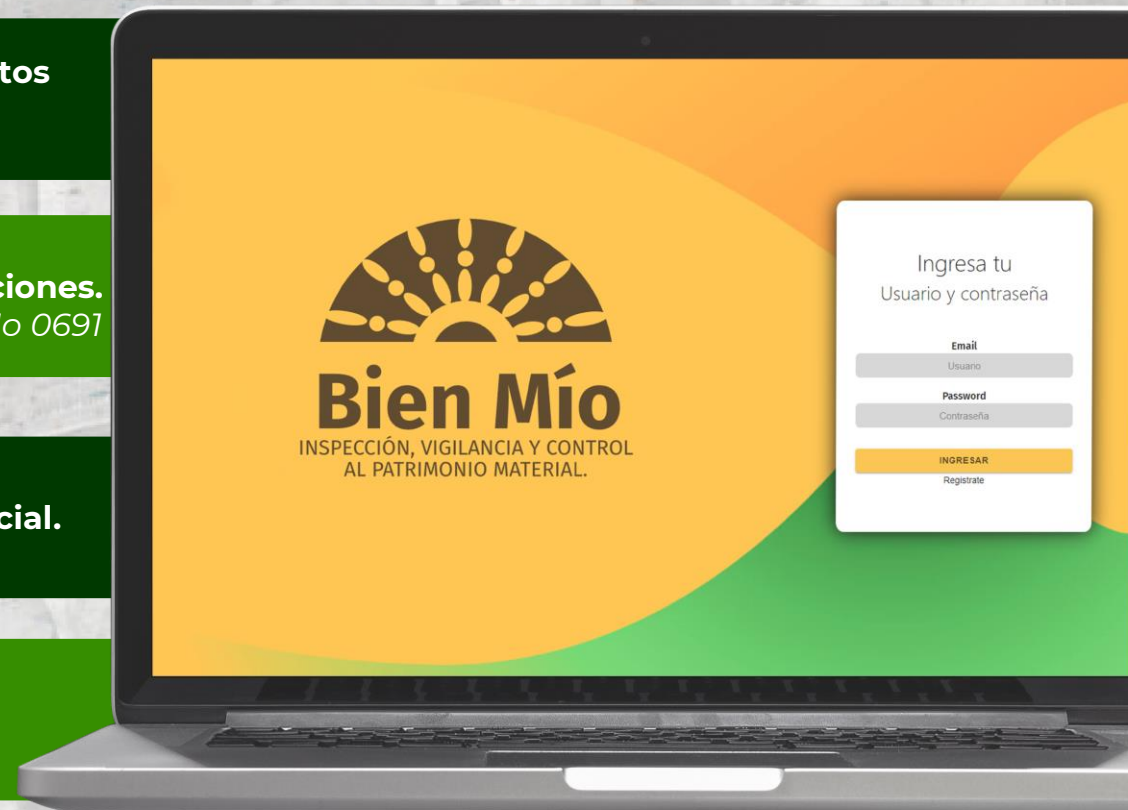 tos
ciones.
lo 0691
cial.
Bien Mío
INSPECCIÓN, VIGILANCIA Y CONTROL
AL PATRIMONIO MATERIAL.
Ingresa tu
Usuario y contraseña
Email
Usuario
Password
Contraseña
INGRESAR
Registrate